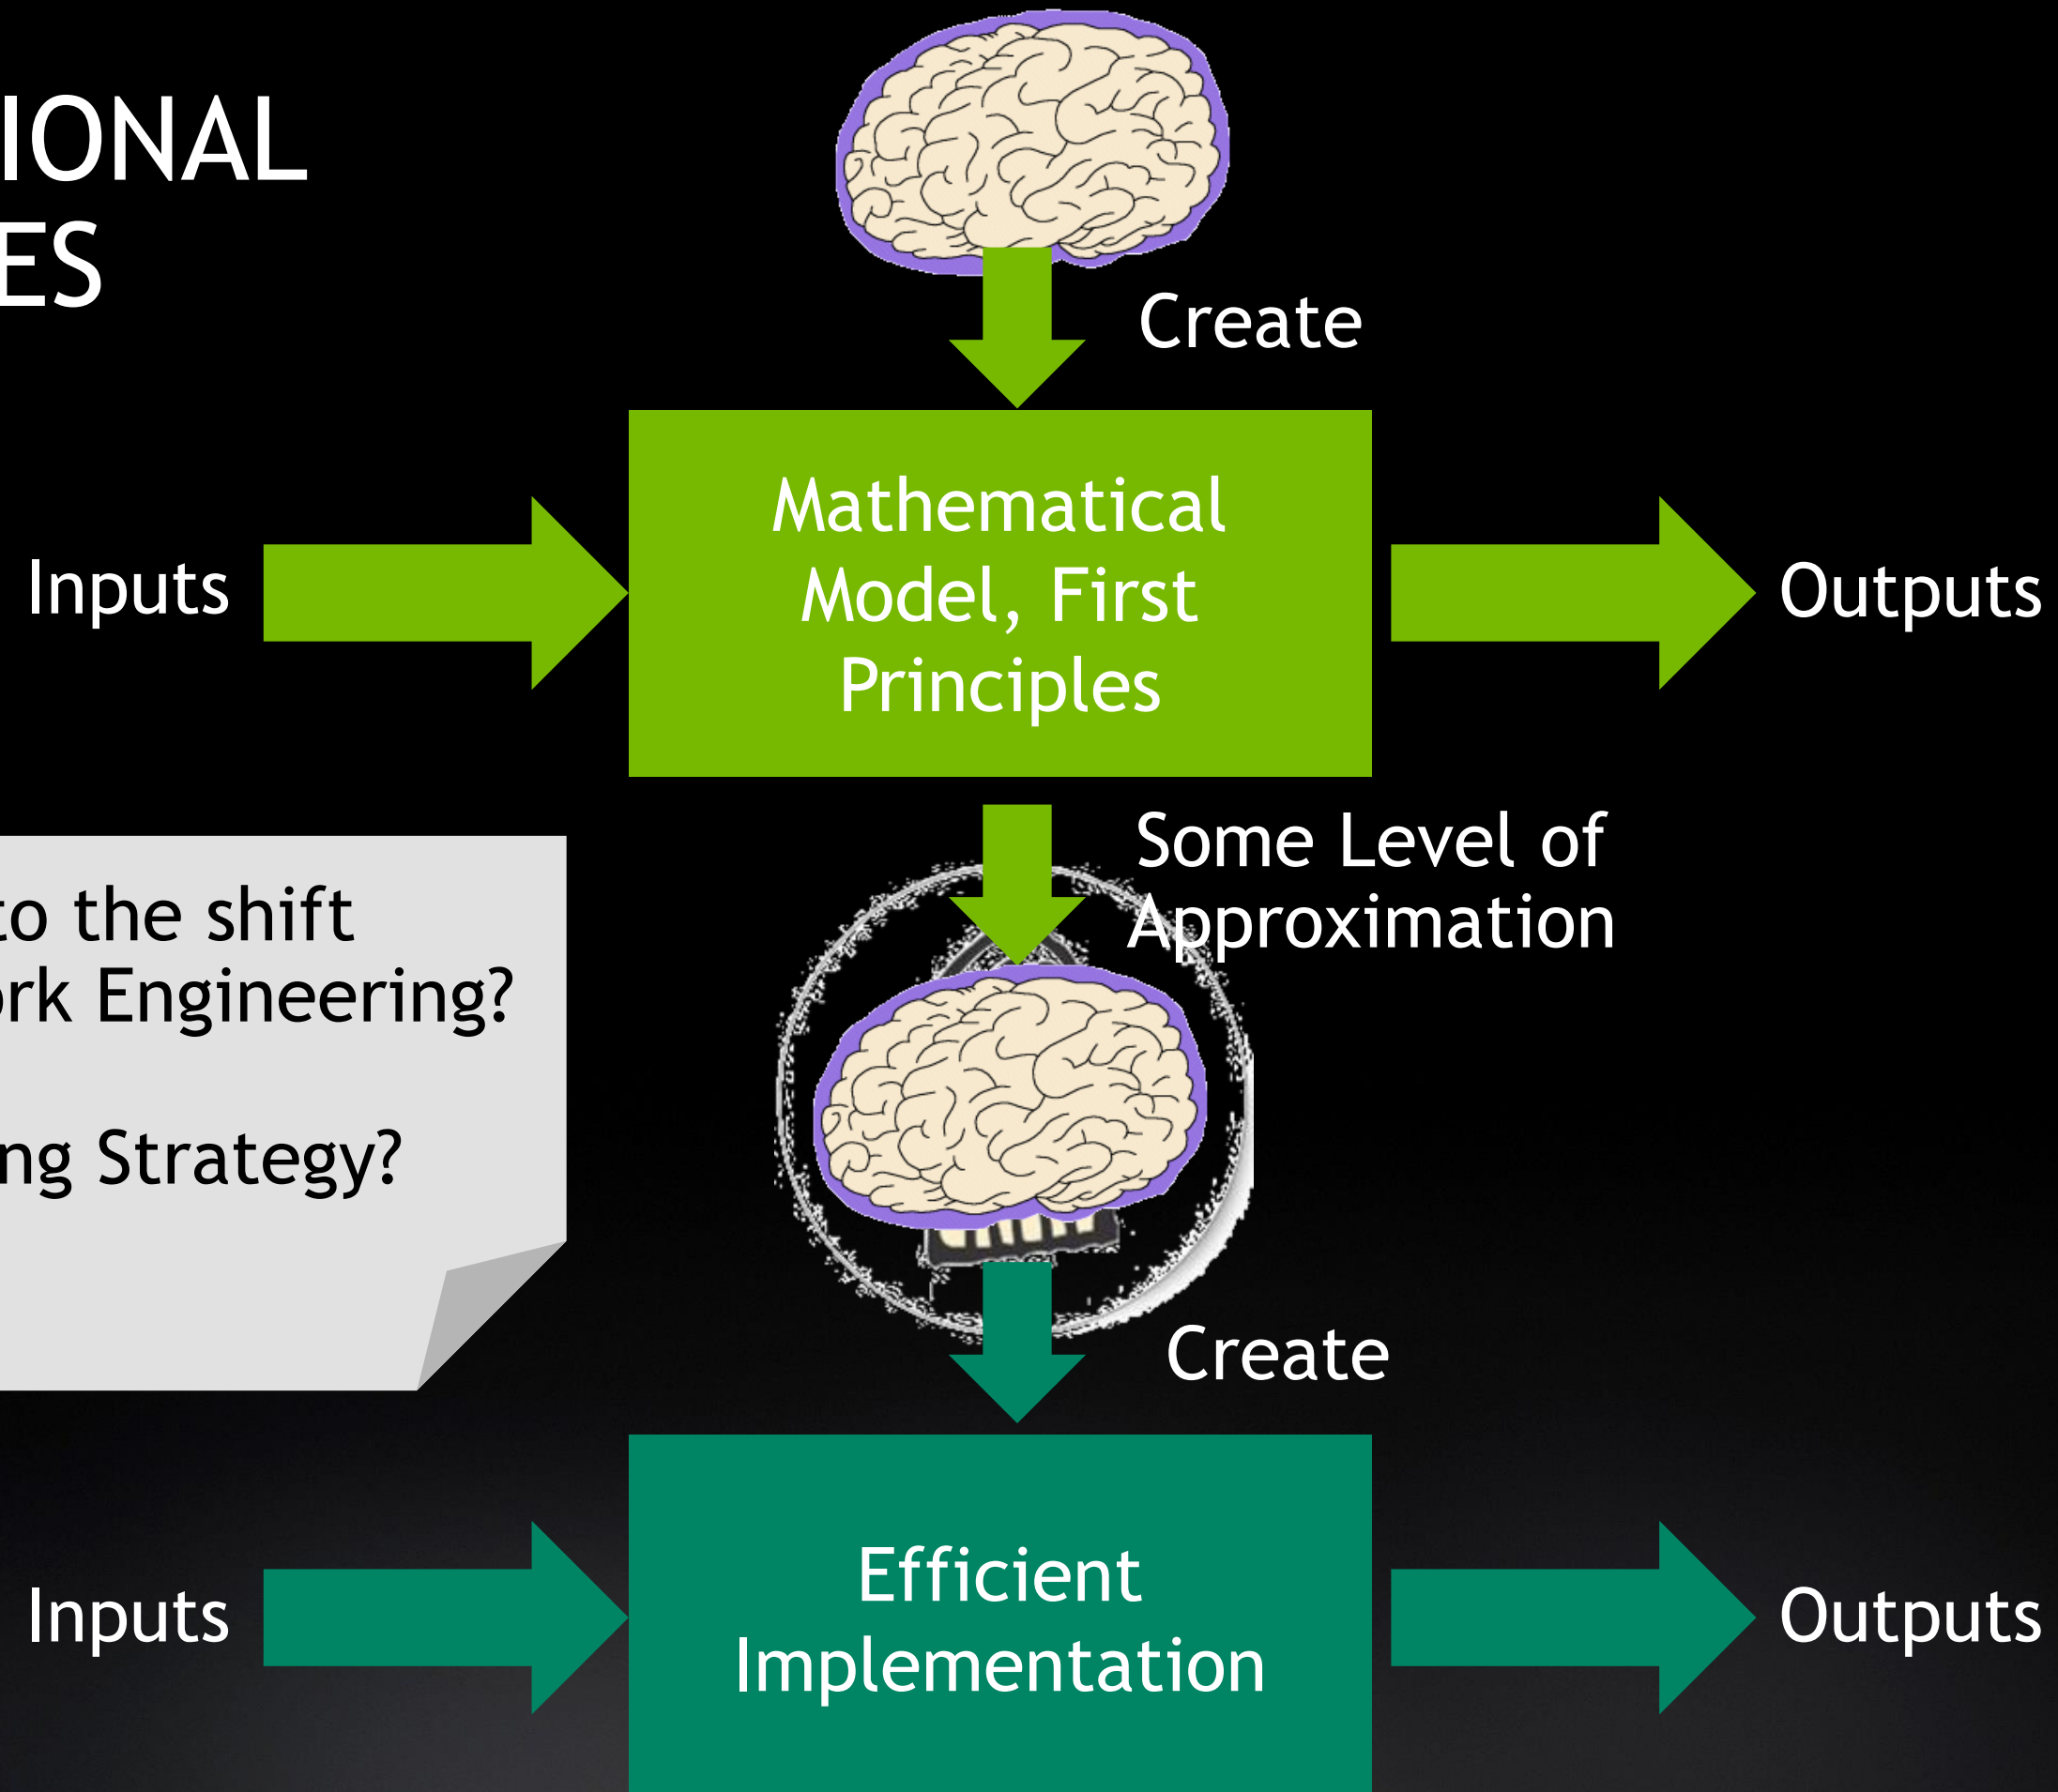 IONAL
ES
Create
Mathematical
Model, First
Principles
Inputs
Outputs
Some Level of
Approximation
to the shift
ork Engineering?
ng Strategy?
Create
Efficient
Implementation
Inputs
Outputs